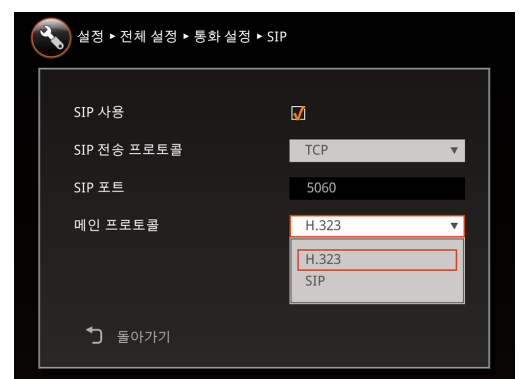 설정 ▸ 전체 설정 ▸ 통화 설정 ▸ SIP
SIP 사용
SIP 전송 프로토콜 TCP
SIP 포트 5060
메인 프로토콜 H.323
H.323
SIP
돌아가기